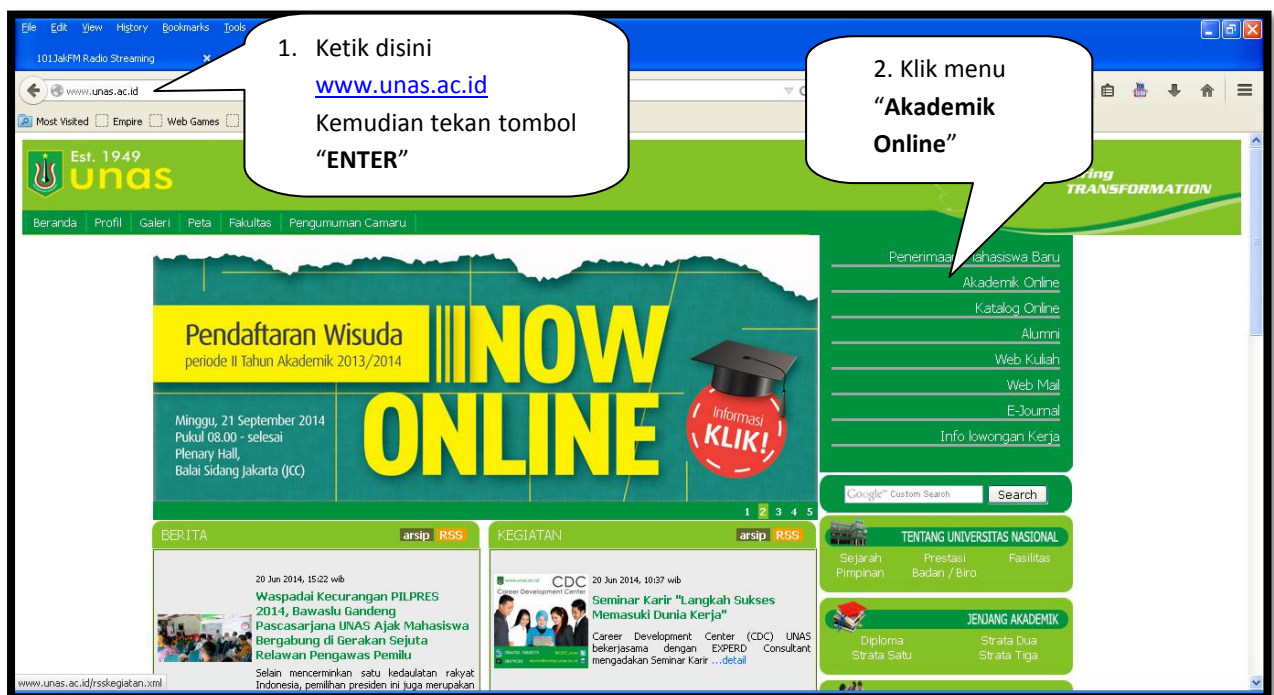 File Edit View History Bookmarks Tools
101JakFM Radio Streaming ×
www.unas.ac.id
Most Visited Empire Web Games
1. Ketik disini
www.unas.ac.id
Kemudian tekan tombol
“ENTER”
2. Klik menu
“Akademik
Online”
Est. 1949
unas
TRANSFORMATION
Beranda Profil Galeri Peta Fakultas Pengumuman Camaru
Pendaftaran Wisuda
periode II Tahun Akademik 2013/2014
NOW
ONLINE
Minggu, 21 September 2014
Pukul 08.00 - selesai
Plenary Hall,
Balai Sidang Jakarta (JCC)
Informasi
KLIK!
1 2 3 4 5
Baru
Akademik Online
Katalog Online
Alumni
Web Kuliah
Web Mail
E-Journal
Info lowongan Kerja
Google™ Custom Search Search
TENTANG UNIVERSITAS NASIONAL
Sejarah Prestasi Fasilitas
Pimpinan Badan / Biro
JENJANG AKADEMIK
Diploma Strata Dua
Strata Satu Strata Tiga
BERITA arsip RSS
20 Jun 2014, 15:22 wib
Waspadai Kecurangan PILPRES
2014, Bawaslu Gandeng
Pascasarjana UNAS Ajak Mahasiswa
Bergabung di Gerakan Sejuta
Relawan Pengawas Pemilu
Selain mencerminkan satu kedaulatan rakyat
Indonesia, pemilihan presiden ini juga merupakan
KEGIATAN arsip RSS
CDC
Career Development Center
20 Jun 2014, 10:37 wib
Seminar Karir "Langkah Sukses
Memasuki Dunia Kerja"
Career Development Center (CDC) UNAS
bekerjasama dengan EXPERD Consultant
mengadakan Seminar Karir ...detail
www.unas.ac.id/rsskegiatan.xml